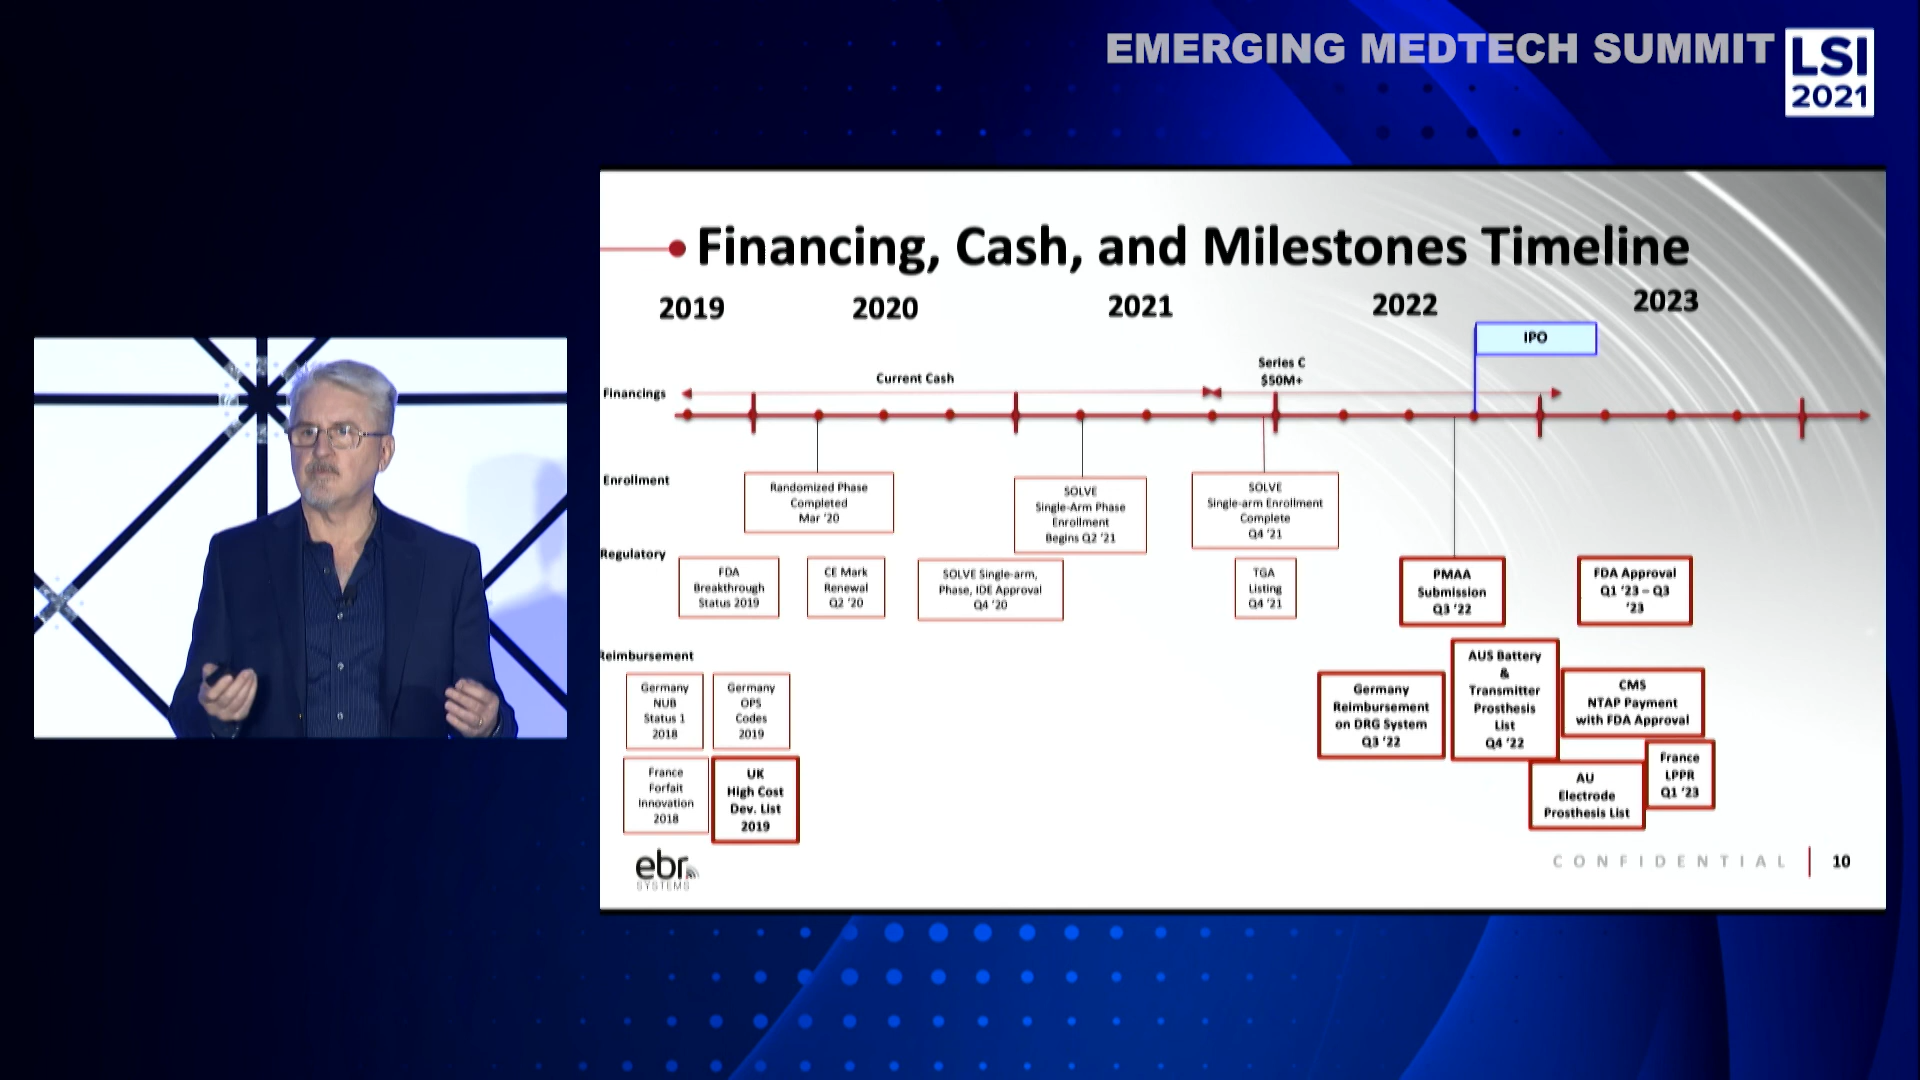 EMERGING MEDTECH SUMMIT
LSI
2021
Financing, Cash, and Milestones Timeline
2019
2020
2021
2022
2023
IPO
Series C
$50M+
Current Cash
Financings
Enrollment
Randomized Phase
Completed
Mar '20
SOLVE
Single-Arm Phase
Enrollment
Begins Q2 '21
SOLVE
Single-arm Enrollment
Complete
Q4 '21
Regulatory
FDA
Breakthrough
Status 2019
CE Mark
Renewal
Q2 '20
SOLVE Single-arm,
Phase, IDE Approval
Q4 '20
TGA
Listing
Q4 '21
PMAA
Submission
Q3 '22
FDA Approval
Q1 '23 – Q3
'23
Reimbursement
Germany
NUB
Status 1
2018
Germany
OPS
Codes
2019
Germany
Reimbursement
on DRG System
Q3 '22
AUS Battery
&
Transmitter
Prosthesis
List
Q4 '22
CMS
NTAP Payment
with FDA Approval
France
Forfait
Innovation
2018
UK
High Cost
Dev. List
2019
AU
Electrode
Prosthesis List
France
LPPR
Q1 '23
ebr
SYSTEMS
CONFIDENTIAL
10